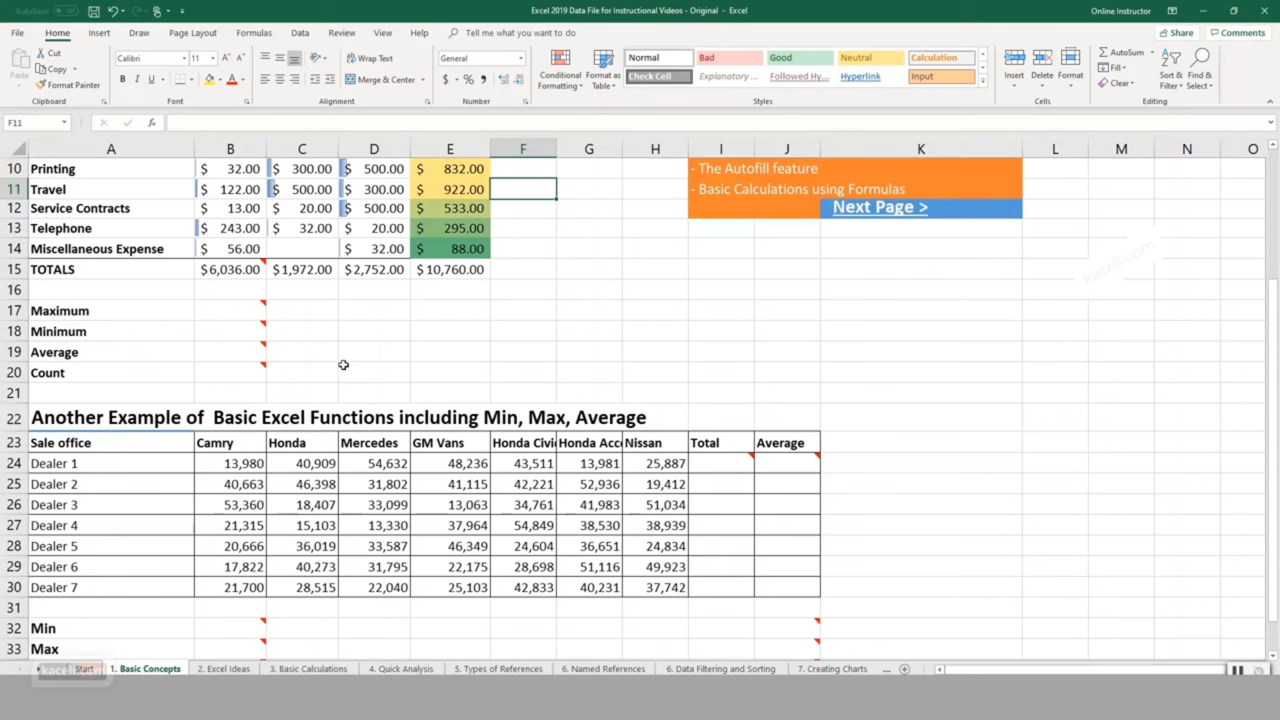 AutoSave Off
Excel 2019 Data File for Instructional Videos - Original - Excel
Online Instructor
File Home Insert Draw Page Layout Formulas Data Review View Help Tell me what you want to do Share Comments
Paste Cut Copy Format Painter
Clipboard
Calibri 11 B I U
Font
Wrap Text
Merge & Center
Alignment
General
$ % ,
Number
Conditional Formatting Format as Table
Normal Bad Good Neutral Calculation
Check Cell Explanatory ... Followed Hy... Hyperlink Input
Styles
Insert Delete Format
Cells
AutoSum
Fill
Clear
Sort & Filter Find & Select
Editing
F11 fx
A B C D E F G H I J K L M N O
10 Printing $ 32.00 $ 300.00 $ 500.00 $ 832.00 - The Autofill feature
11 Travel $ 122.00 $ 500.00 $ 300.00 $ 922.00 - Basic Calculations using Formulas
12 Service Contracts $ 13.00 $ 20.00 $ 500.00 $ 533.00 Next Page >
13 Telephone $ 243.00 $ 32.00 $ 20.00 $ 295.00
14 Miscellaneous Expense $ 56.00 $ 32.00 $ 88.00
kaceli.com
15 TOTALS $6,036.00 $1,972.00 $2,752.00 $10,760.00
16
17 Maximum
18 Minimum
19 Average
20 Count
21
22 Another Example of Basic Excel Functions including Min, Max, Average
23 Sale office Camry Honda Mercedes GM Vans Honda Civi Honda Acc Nissan Total Average
24 Dealer 1 13,980 40,909 54,632 48,236 43,511 13,981 25,887
25 Dealer 2 40,663 46,398 31,802 41,115 42,221 52,936 19,412
26 Dealer 3 53,360 18,407 33,099 13,063 34,761 41,983 51,034
27 Dealer 4 21,315 15,103 13,330 37,964 54,849 38,530 38,939
28 Dealer 5 20,666 36,019 33,587 46,349 24,604 36,651 24,834
29 Dealer 6 17,822 40,273 31,795 22,175 28,698 51,116 49,923
30 Dealer 7 21,700 28,515 22,040 25,103 42,833 40,231 37,742
31
32 Min
33 Max
Start 1. Basic Concepts 2. Excel Ideas 3. Basic Calculations 4. Quick Analysis 5. Types of References 6. Named References 6. Data Filtering and Sorting 7. Creating Charts ...
kaceli.com